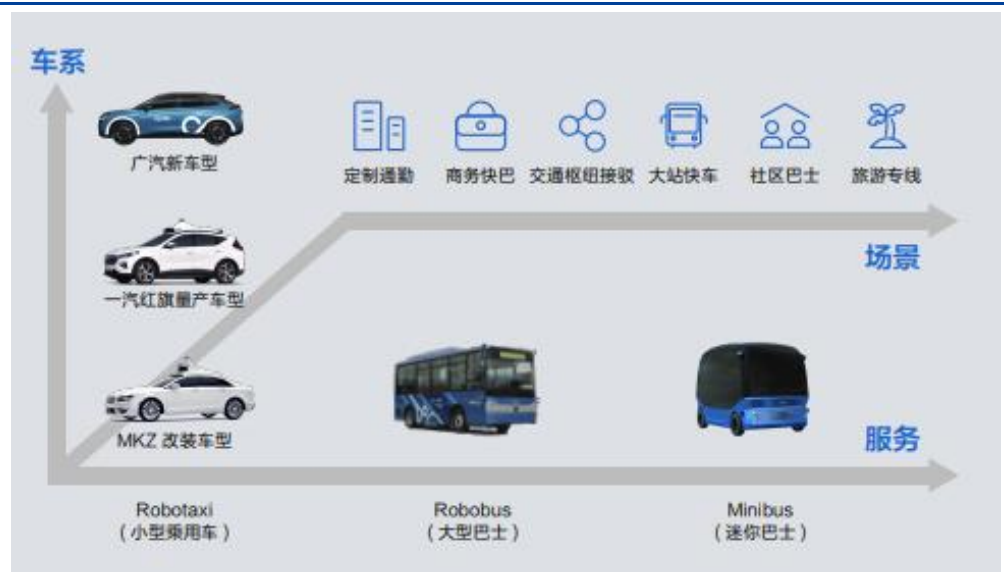 车系
广汽新车型
定制通勤 商务快巴 交通枢纽接驳 大站快车 社区巴士 旅游专线
场景
一汽红旗量产车型
MKZ 改装车型
服务
Robotaxi
（小型乘用车）
Robobus
（大型巴士）
Minibus
（迷你巴士）